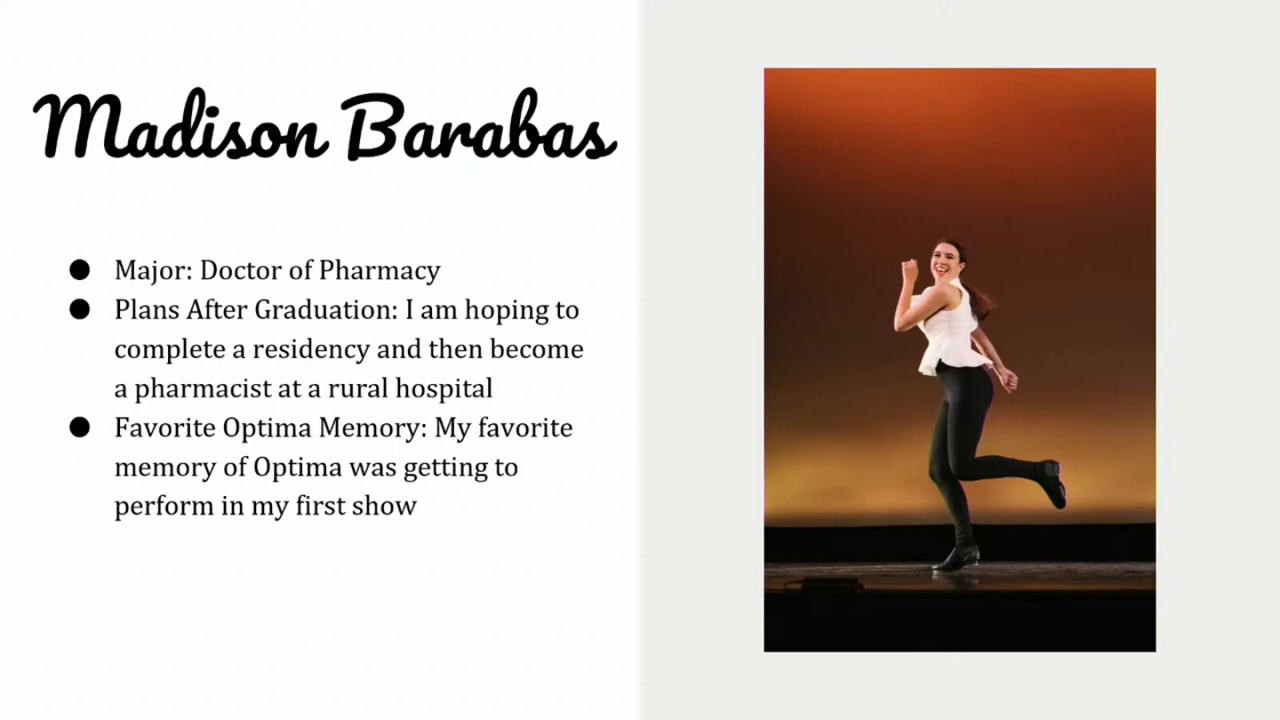 Madison Barabas
● Major: Doctor of Pharmacy
● Plans After Graduation: I am hoping to
complete a residency and then become
a pharmacist at a rural hospital
● Favorite Optima Memory: My favorite
memory of Optima was getting to
perform in my first show